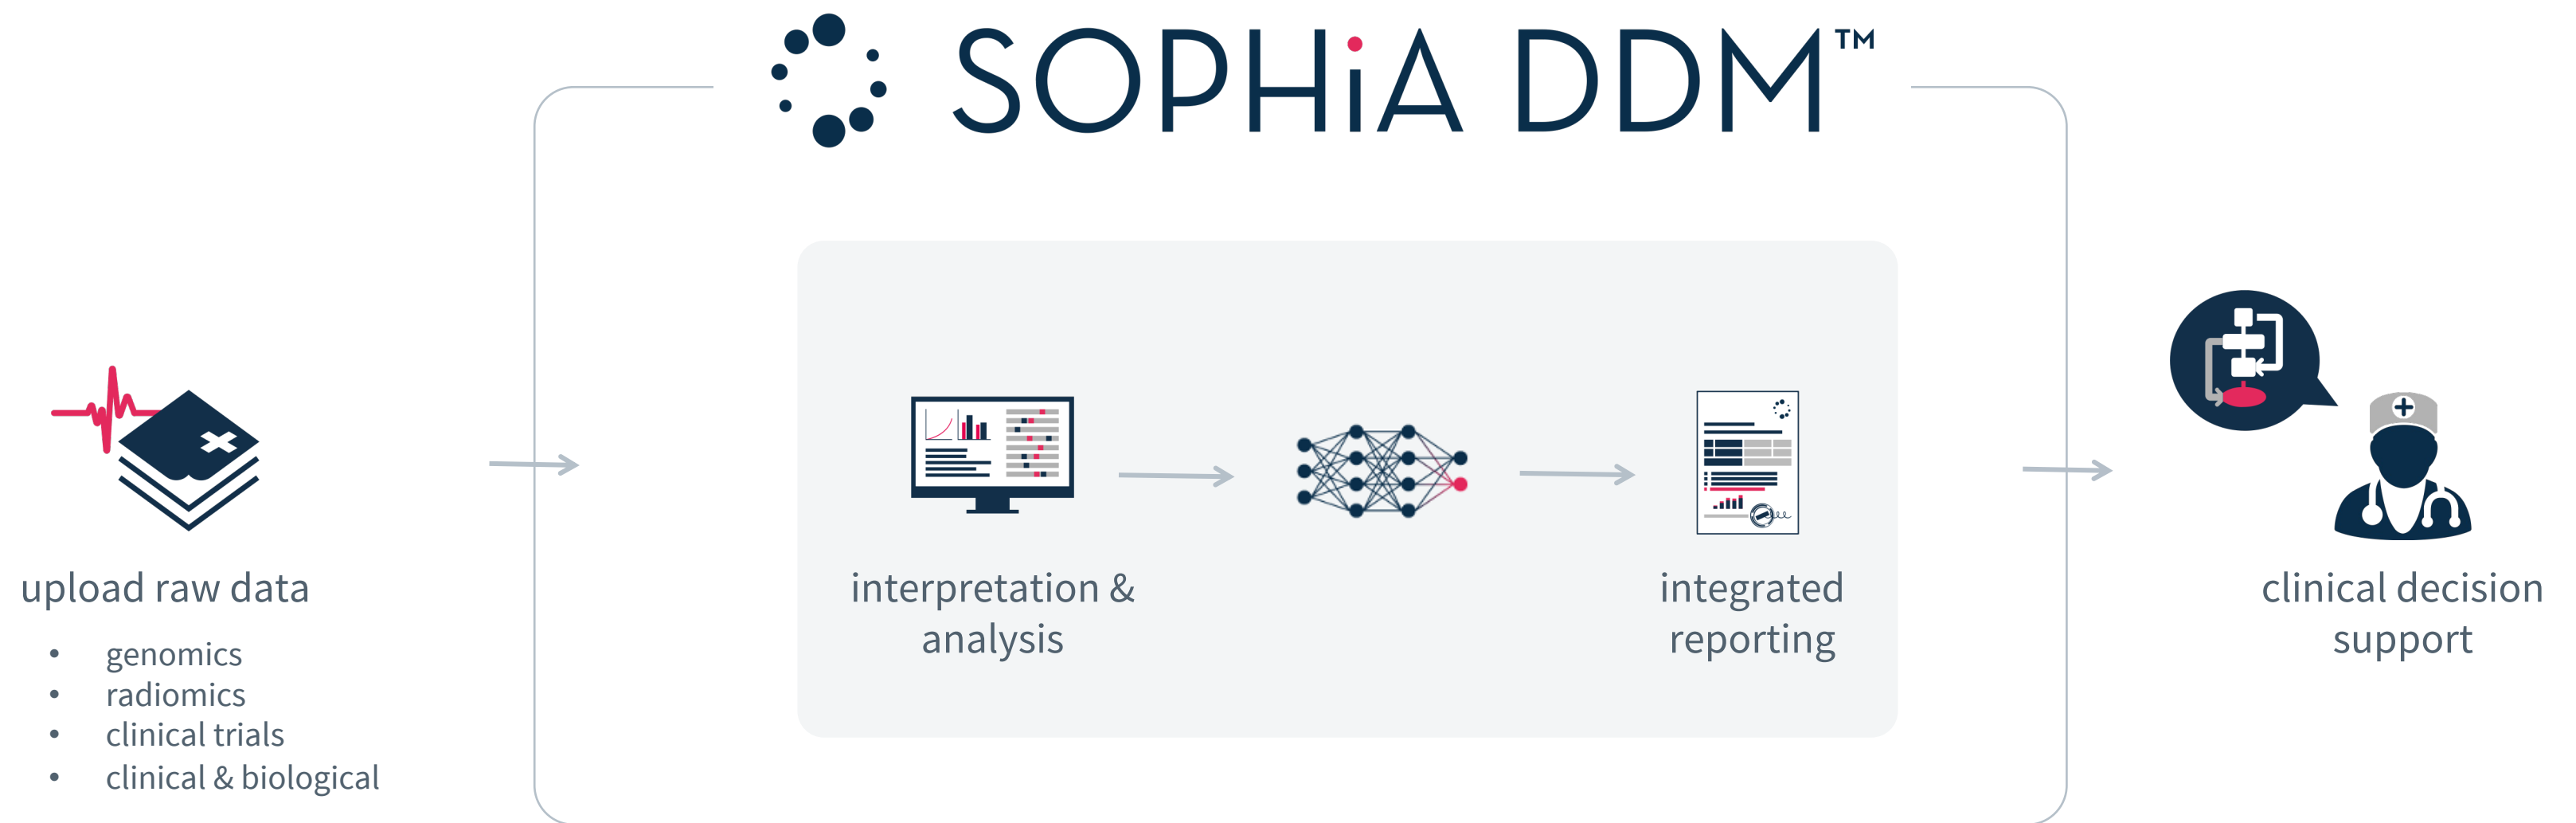 SOPHiA DDM™
upload raw data
• genomics
• radiomics
• clinical trials
• clinical & biological
interpretation &
analysis
integrated
reporting
clinical decision
support